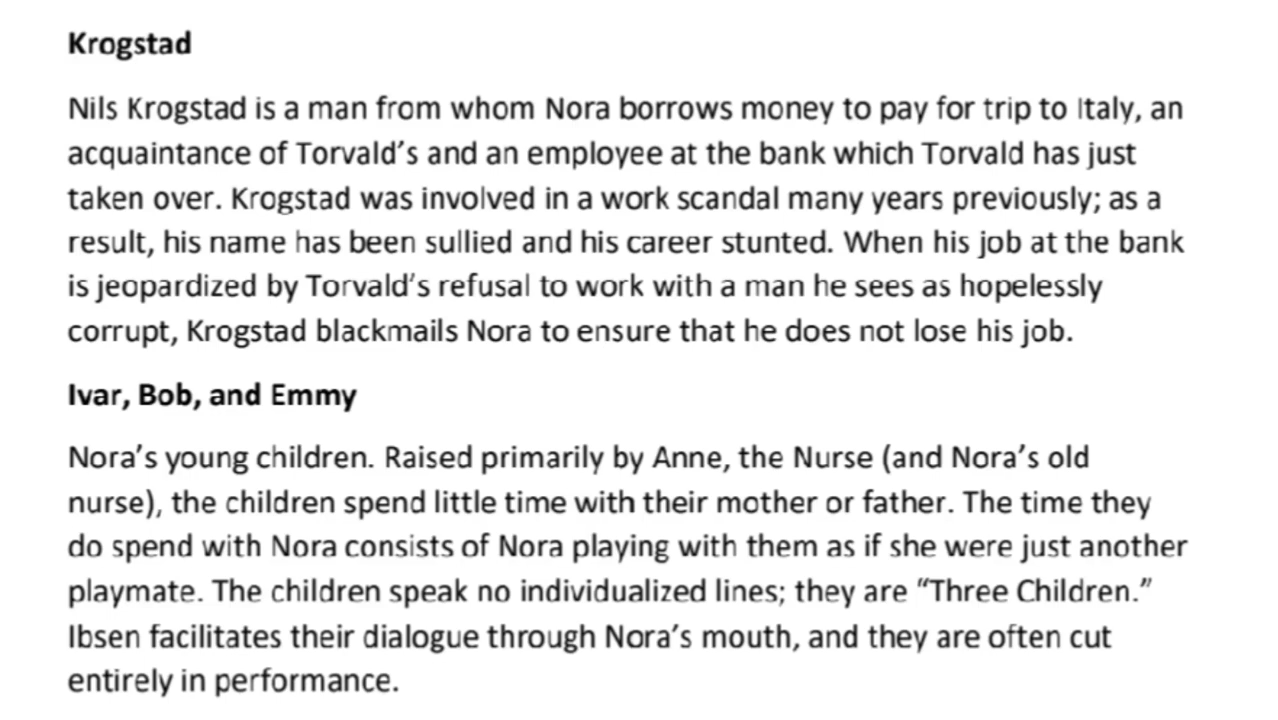 Krogstad
Nils Krogstad is a man from whom Nora borrows money to pay for trip to Italy, an
acquaintance of Torvald’s and an employee at the bank which Torvald has just
taken over. Krogstad was involved in a work scandal many years previously; as a
result, his name has been sullied and his career stunted. When his job at the bank
is jeopardized by Torvald’s refusal to work with a man he sees as hopelessly
corrupt, Krogstad blackmails Nora to ensure that he does not lose his job.
Ivar, Bob, and Emmy
Nora’s young children. Raised primarily by Anne, the Nurse (and Nora’s old
nurse), the children spend little time with their mother or father. The time they
do spend with Nora consists of Nora playing with them as if she were just another
playmate. The children speak no individualized lines; they are “Three Children.”
Ibsen facilitates their dialogue through Nora’s mouth, and they are often cut
entirely in performance.